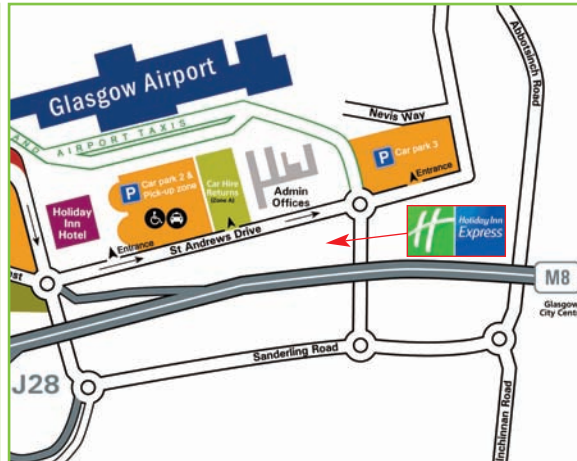 Glasgow Airport
AND AIRPORT TAXIS
Abbotsinch Road
Nevis Way
P Car park 3
Entrance
P Car park 2 &
Pick-up zone
Car Hire
Returns
(Zone A)
Admin
Offices
Holiday
Inn
Hotel
Entrance
St Andrews Drive
Holiday Inn
Express
M8
Glasgow
City Cent
Sanderling Road
J28
Inchinnan Road